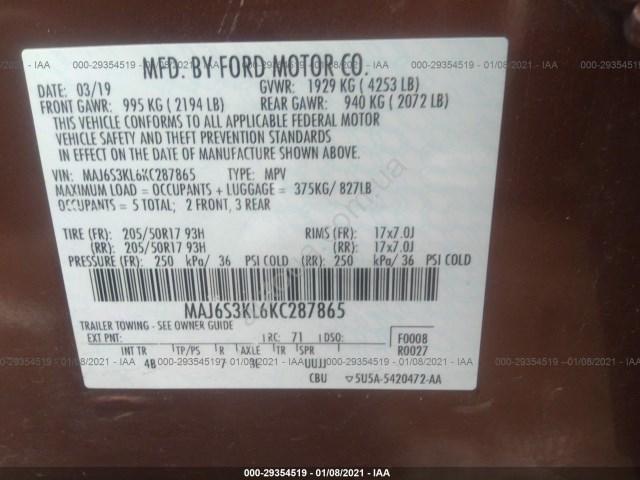 000-29354519 - 01/08/2021 - IAA
MFD. BY FORD MOTOR CO.
DATE: 03/19 GVWR: 1929 KG ( 4253 LB)
FRONT GAWR: 995 KG ( 2194 LB) REAR GAWR: 940 KG ( 2072 LB)
THIS VEHICLE CONFORMS TO ALL APPLICABLE FEDERAL MOTOR
VEHICLE SAFETY AND THEFT PREVENTION STANDARDS
IN EFFECT ON THE DATE OF MANUFACTURE SHOWN ABOVE.
VIN: MAJ6S3KL6KC287865 TYPE: MPV
MAXIMUM LOAD = OCCUPANTS + LUGGAGE = 375KG/ 827LB
OCCUPANTS = 5 TOTAL; 2 FRONT, 3 REAR
TIRE (FR): 205/50R17 93H RIMS (FR): 17x7.0J
(RR): 205/50R17 93H (RR): 17x7.0J
PRESSURE (FR): 250 kPa/ 36 PSI COLD (RR): 250 kPa/ 36 PSI COLD
MAJ6S3KL6KC287865
TRAILER TOWING - SEE OWNER GUIDE
EXT PNT: RC: 71 DSO: F0008
INT TR TP/PS R AXLE TR SPR R0027
4B 7 3C UUJJ
CBU 5U5A-5420472-AA
000-29354519 - 01/08/2021 - IAA